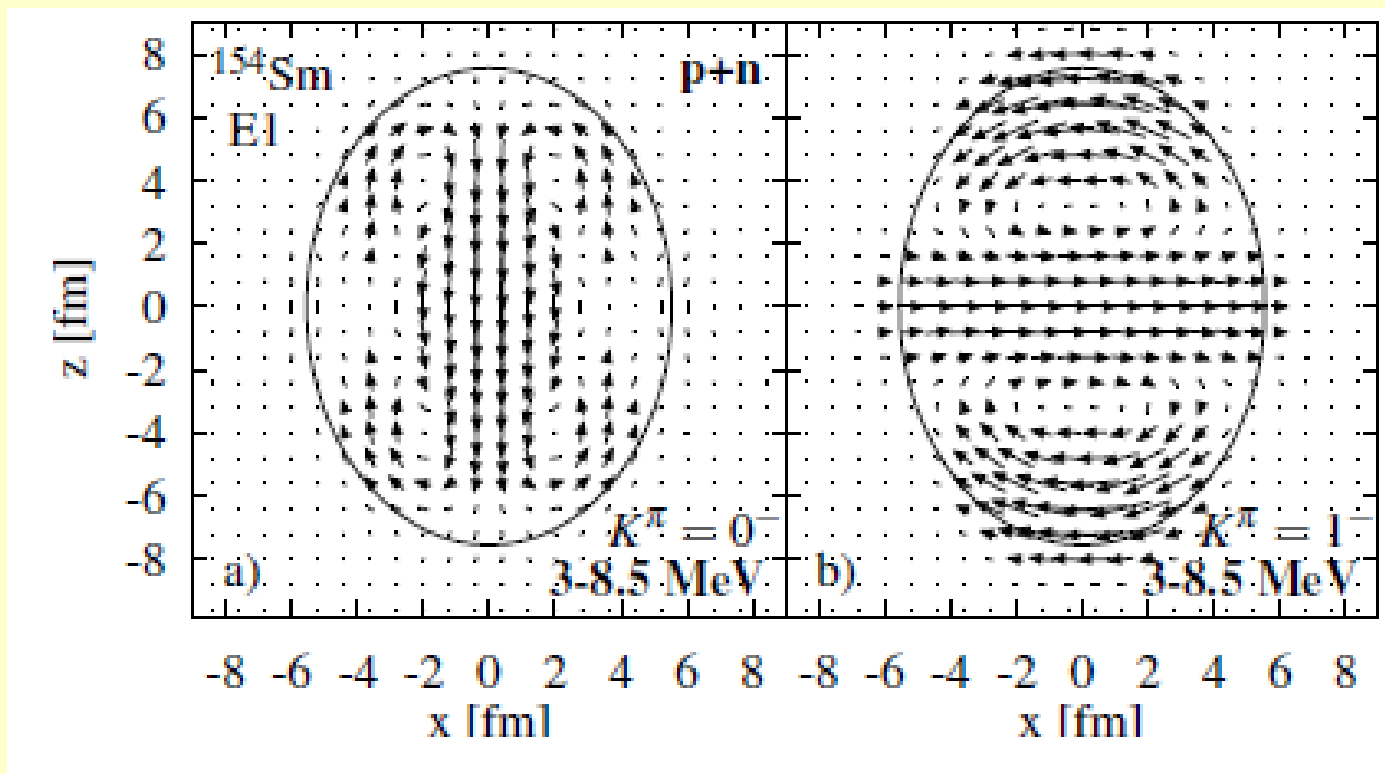 8
6
4
2
0
-2
-4
-6
-8
z [fm]
¹⁵⁴Sm
E1
p+n
a)
K^π = 0⁻
3-8.5 MeV
b)
K^π = 1⁻
3-8.5 MeV
-8 -6 -4 -2 0 2 4 6 8 -8 -6 -4 -2 0 2 4 6 8
x [fm] x [fm]